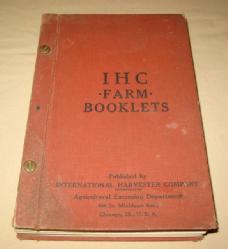 IHC
·FARM·
BOOKLETS
Published by
INTERNATIONAL HARVESTER COMPANY
Agricultural Extension Department
Chicago, Ill., U.S.A.